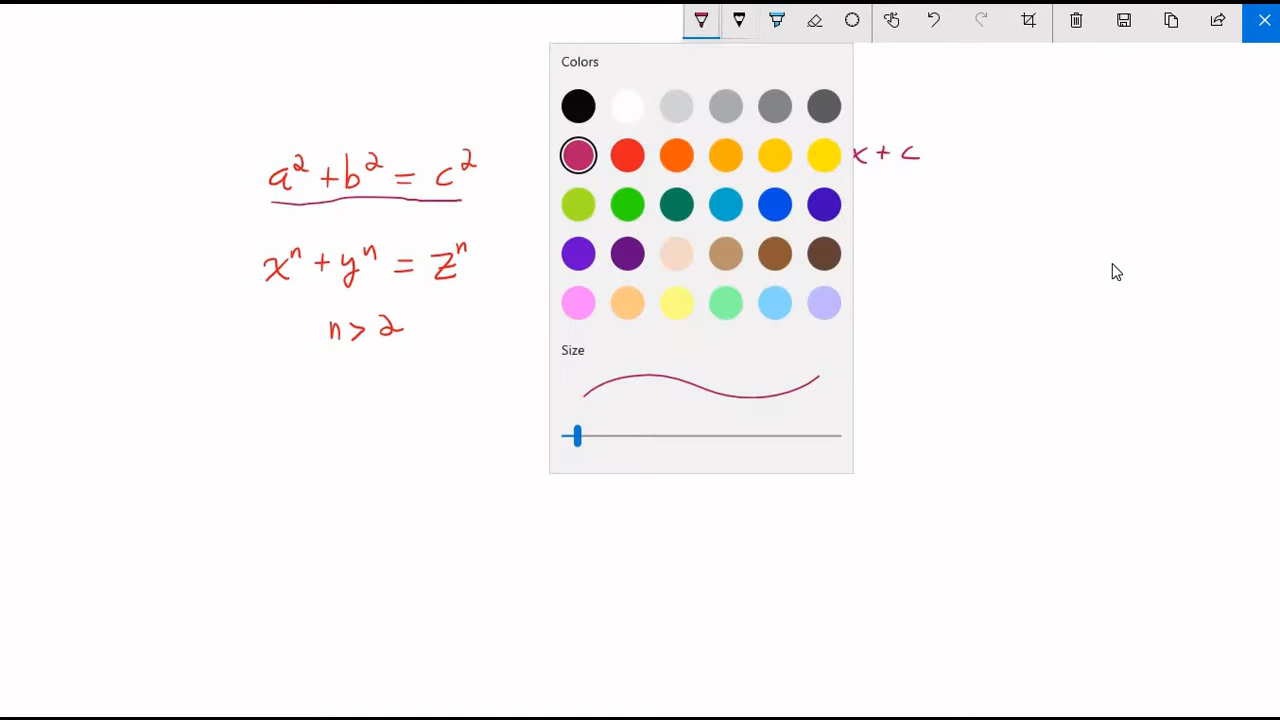 Colors
a² + b² = c²
x + c
xⁿ + yⁿ = zⁿ
n > 2
Size